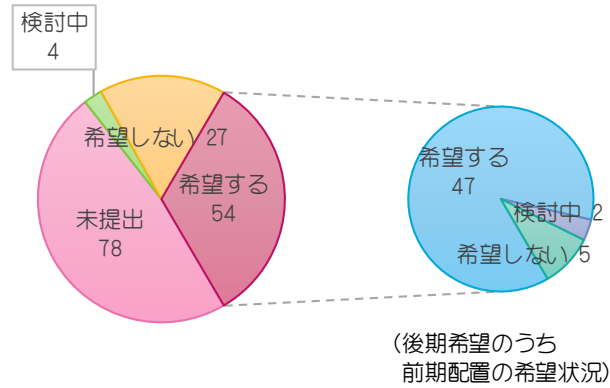 検討中
4
希望しない 27
希望する
54
未提出
78
希望する
47
検討中 2
希望しない 5
(後期希望のうち
前期配置の希望状況)